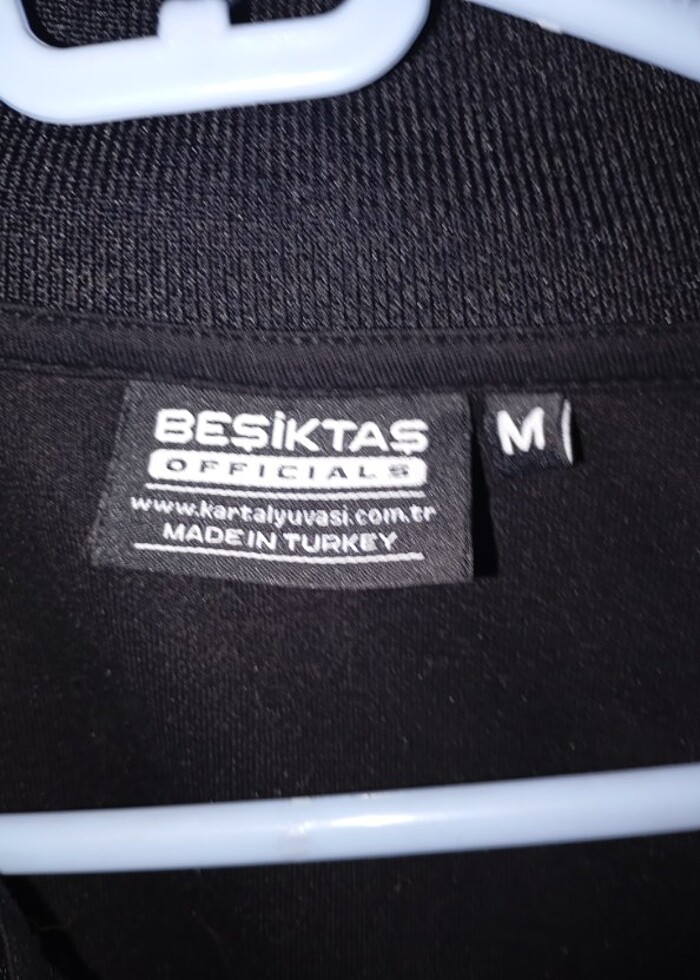 BEŞİKTAŞ
OFFICIALS
www.kartalyuvasi.com.tr
MADE IN TURKEY
M